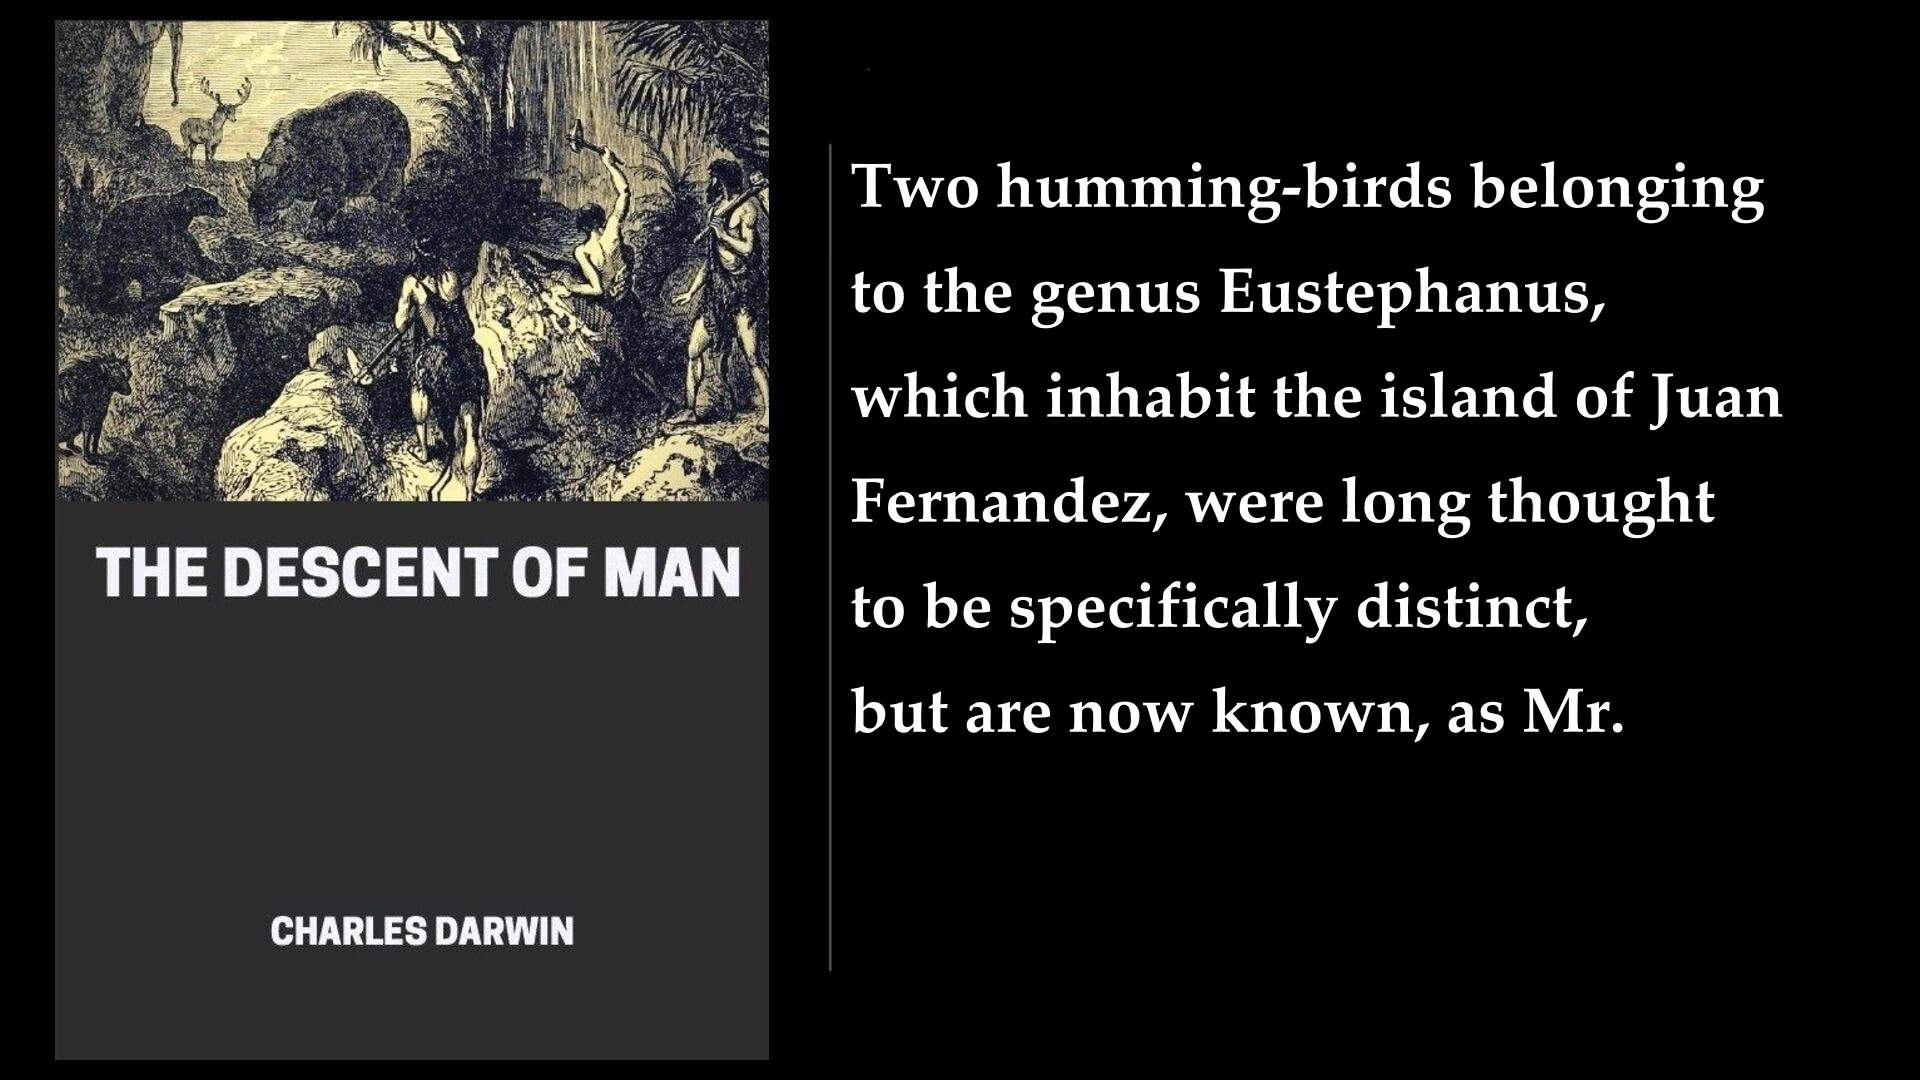 THE DESCENT OF MAN
CHARLES DARWIN
Two humming-birds belonging
to the genus Eustephanus,
which inhabit the island of Juan
Fernandez, were long thought
to be specifically distinct,
but are now known, as Mr.